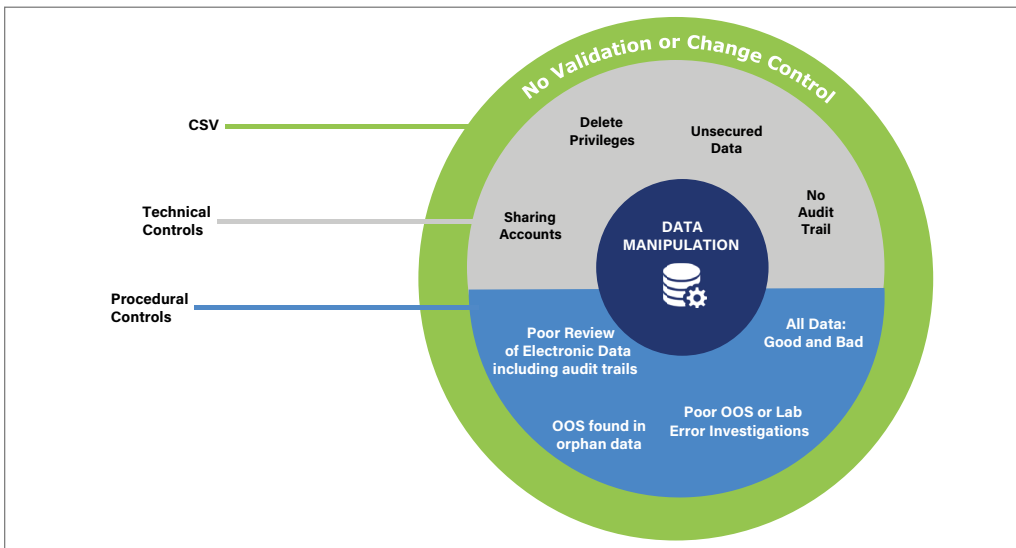 No Validation or Change Control
CSV
Delete
Privileges
Unsecured
Data
Technical
Controls
Sharing
Accounts
No
Audit
Trail
DATA
MANIPULATION
Procedural
Controls
Poor Review
of Electronic Data
including audit trails
All Data:
Good and Bad
OOS found in
orphan data
Poor OOS or Lab
Error Investigations